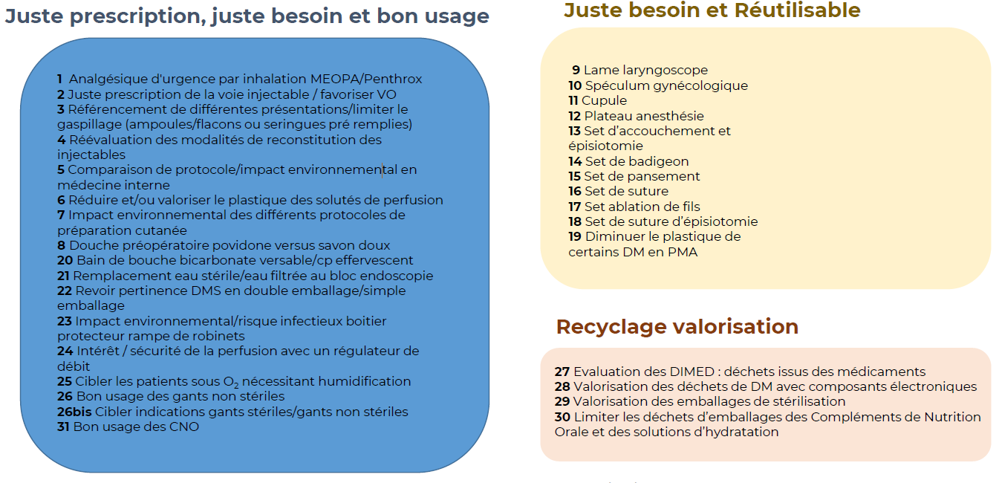 Juste prescription, juste besoin et bon usage
1 Analgésique d'urgence par inhalation MEOPA/Penthrox
2 Juste prescription de la voie injectable / favoriser VO
3 Référencement de différentes présentations/limiter le
gaspillage (ampoules/flacons ou seringues pré remplies)
4 Réévaluation des modalités de reconstitution des
injectables
5 Comparaison de protocole/impact environnemental en
médecine interne
6 Réduire et/ou valoriser le plastique des solutés de perfusion
7 Impact environnemental des différents protocoles de
préparation cutanée
8 Douche préopératoire povidone versus savon doux
20 Bain de bouche bicarbonate versable/cp effervescent
21 Remplacement eau stérile/eau filtrée au bloc endoscopie
22 Revoir pertinence DMS en double emballage/simple
emballage
23 Impact environnemental/risque infectieux boitier
protecteur rampe de robinets
24 Intérêt / sécurité de la perfusion avec un régulateur de
débit
25 Cibler les patients sous O₂ nécessitant humidification
26 Bon usage des gants non stériles
26bis Cibler indications gants stériles/gants non stériles
31 Bon usage des CNO
Juste besoin et Réutilisable
9 Lame laryngoscope
10 Spéculum gynécologique
11 Cupule
12 Plateau anesthésie
13 Set d'accouchement et
épisiotomie
14 Set de badigeon
15 Set de pansement
16 Set de suture
17 Set ablation de fils
18 Set de suture d'épisiotomie
19 Diminuer le plastique de
certains DM en PMA
Recyclage valorisation
27 Evaluation des DIMED : déchets issus des médicaments
28 Valorisation des déchets de DM avec composants électroniques
29 Valorisation des emballages de stérilisation
30 Limiter les déchets d'emballages des Compléments de Nutrition
Orale et des solutions d'hydratation